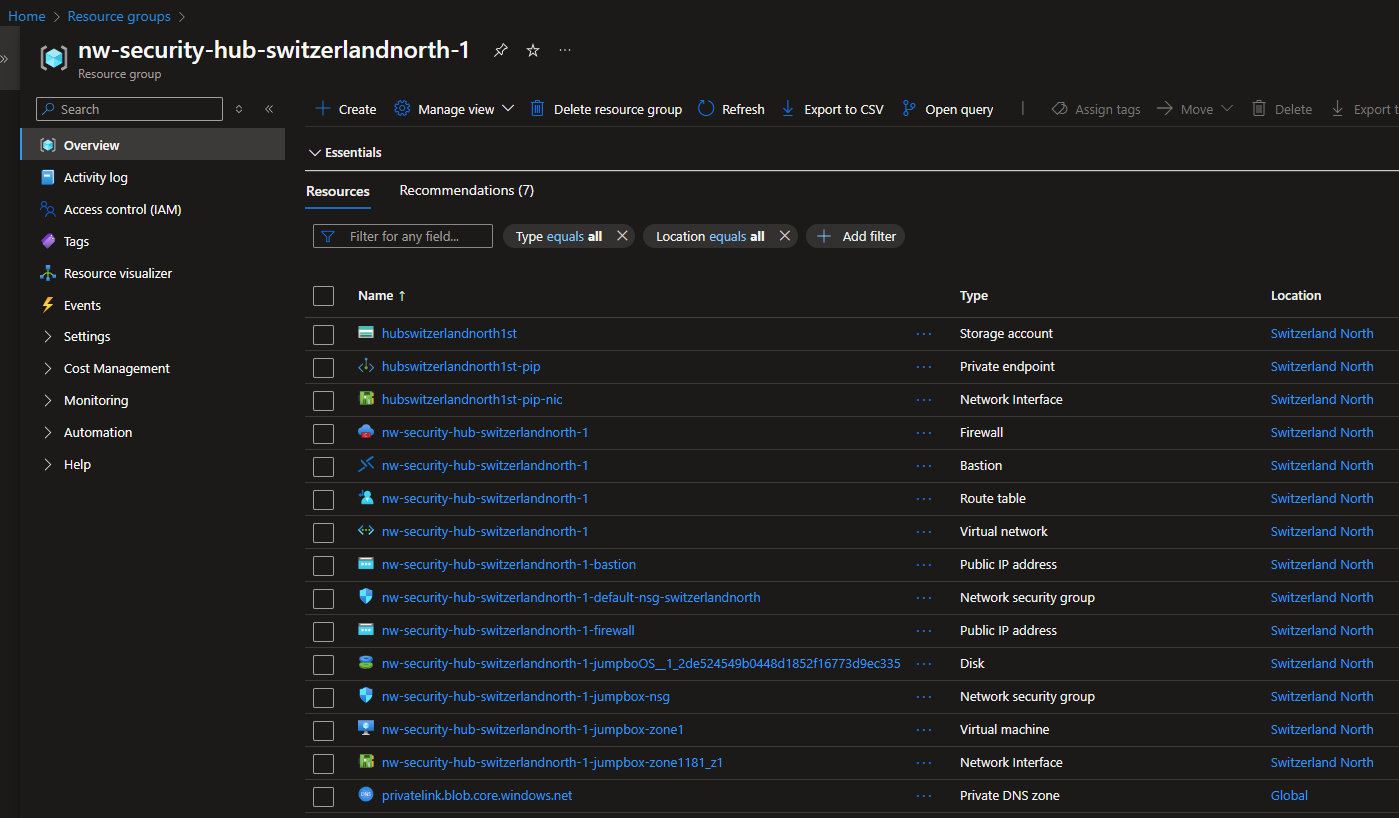 Home > Resource groups >
nw-security-hub-switzerlandnorth-1
Resource group
Search
Create Manage view Delete resource group Refresh Export to CSV Open query Assign tags Move Delete Export t
Overview
Activity log
Access control (IAM)
Tags
Resource visualizer
Events
Settings
Cost Management
Monitoring
Automation
Help
Essentials
Resources Recommendations (7)
Filter for any field... Type equals all Location equals all Add filter
Name ↑ Type Location
hubswitzerlandnorth1st ... Storage account Switzerland North
hubswitzerlandnorth1st-pip ... Private endpoint Switzerland North
hubswitzerlandnorth1st-pip-nic ... Network Interface Switzerland North
nw-security-hub-switzerlandnorth-1 ... Firewall Switzerland North
nw-security-hub-switzerlandnorth-1 ... Bastion Switzerland North
nw-security-hub-switzerlandnorth-1 ... Route table Switzerland North
nw-security-hub-switzerlandnorth-1 ... Virtual network Switzerland North
nw-security-hub-switzerlandnorth-1-bastion ... Public IP address Switzerland North
nw-security-hub-switzerlandnorth-1-default-nsg-switzerlandnorth ... Network security group Switzerland North
nw-security-hub-switzerlandnorth-1-firewall ... Public IP address Switzerland North
nw-security-hub-switzerlandnorth-1-jumpboOS__1_2de524549b0448d1852f16773d9ec335 ... Disk Switzerland North
nw-security-hub-switzerlandnorth-1-jumpbox-nsg ... Network security group Switzerland North
nw-security-hub-switzerlandnorth-1-jumpbox-zone1 ... Virtual machine Switzerland North
nw-security-hub-switzerlandnorth-1-jumpbox-zone1181_z1 ... Network Interface Switzerland North
privatelink.blob.core.windows.net ... Private DNS zone Global